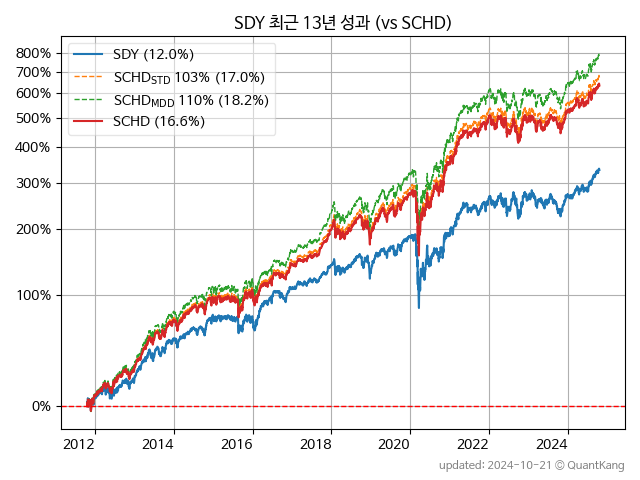 SDY 최근 13년 성과 (vs SCHD)
800%
700%
600%
500%
400%
300%
200%
100%
0%
SDY (12.0%)
SCHD_STD 103% (17.0%)
SCHD_MDD 110% (18.2%)
SCHD (16.6%)
2012 2014 2016 2018 2020 2022 2024
updated: 2024-10-21 © QuantKang